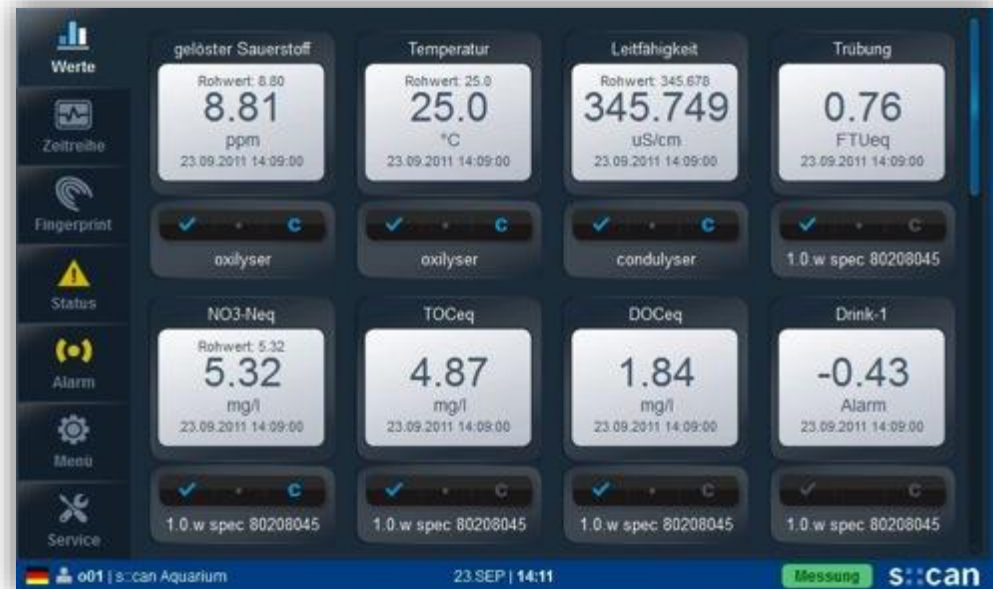 Werte
Zeitreihe
Fingerprint
Status
Alarm
Menü
Service
gelöster Sauerstoff
Rohwert: 8.80
8.81
ppm
23.09.2011 14:09:00
C
oxilyser
Temperatur
Rohwert: 25.0
25.0
°C
23.09.2011 14:09:00
C
oxilyser
Leitfähigkeit
Rohwert: 345.678
345.749
uS/cm
23.09.2011 14:09:00
C
condulyser
Trübung
0.76
FTUeq
23.09.2011 14:09:00
C
1.0.w spec 80208045
NO3-Neq
Rohwert: 5.32
5.32
mg/l
23.09.2011 14:09:00
C
1.0.w spec 80208045
TOCeq
4.87
mg/l
23.09.2011 14:09:00
C
1.0.w spec 80208045
DOCeq
1.84
mg/l
23.09.2011 14:09:00
C
1.0.w spec 80208045
Drink-1
-0.43
Alarm
23.09.2011 14:09:00
C
1.0.w spec 80208045
o01 | s::can Aquarium
23.SEP | 14:11
Messung
s::can